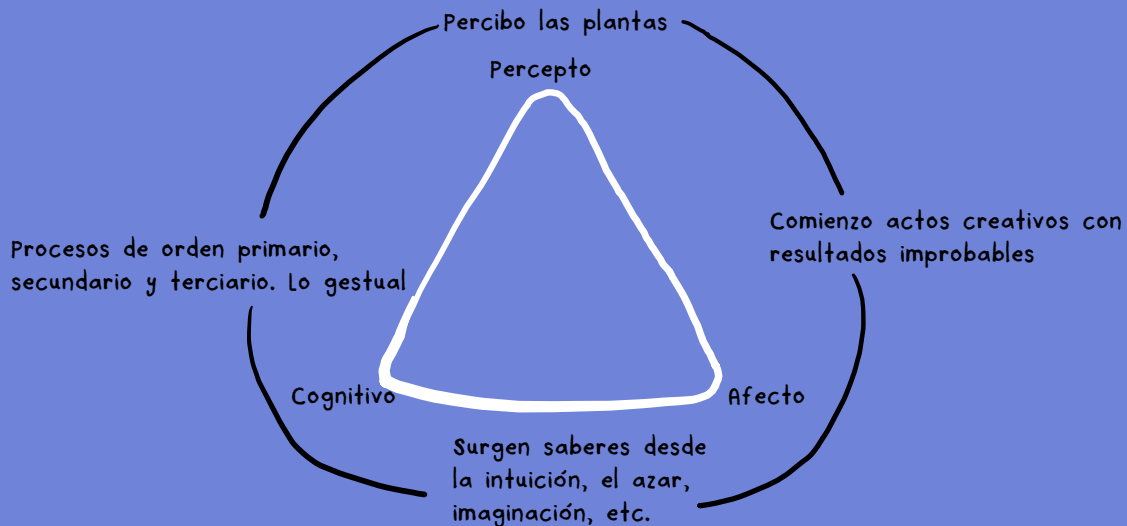 Percibo las plantas
Percepto
Comienzo actos creativos con
resultados improbables
Procesos de orden primario,
secundario y terciario. Lo gestual
Cognitivo
Afecto
Surgen saberes desde
la intuición, el azar,
imaginación, etc.